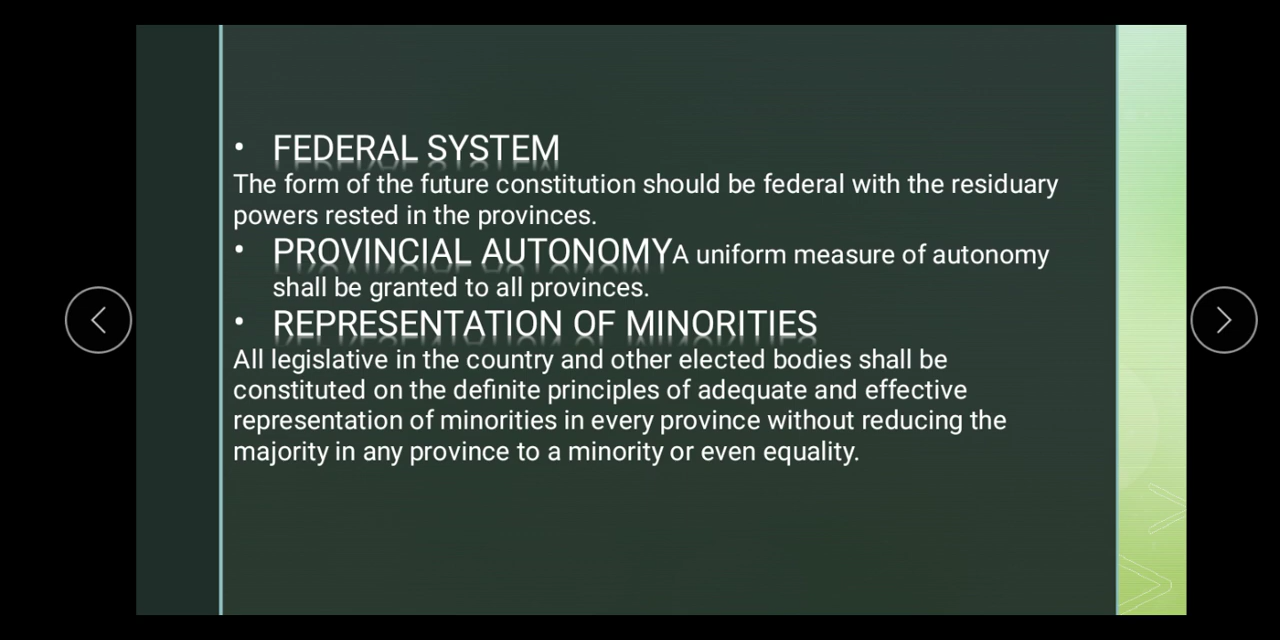 • FEDERAL SYSTEM
The form of the future constitution should be federal with the residuary
powers rested in the provinces.
• PROVINCIAL AUTONOMYA uniform measure of autonomy
shall be granted to all provinces.
• REPRESENTATION OF MINORITIES
All legislative in the country and other elected bodies shall be
constituted on the definite principles of adequate and effective
representation of minorities in every province without reducing the
majority in any province to a minority or even equality.